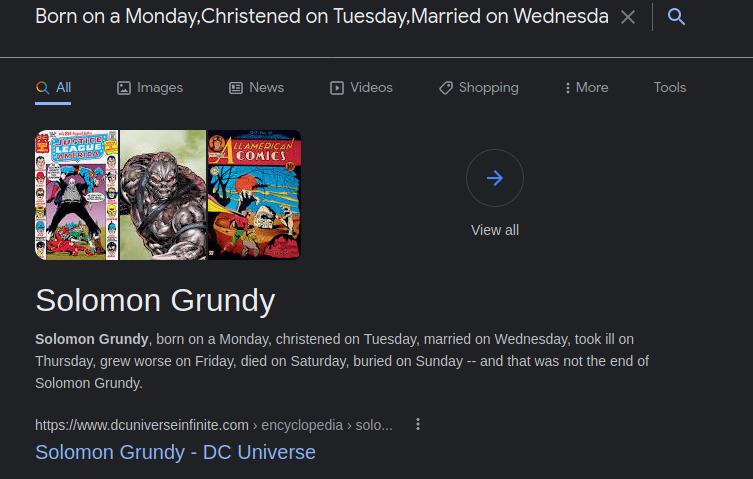 Born on a Monday,Christened on Tuesday,Married on Wednesda
All
Images
News
Videos
Shopping
More
Tools
JUSTICE LEAGUE of AMERICA
ALL-AMERICAN COMICS
View all
Solomon Grundy
Solomon Grundy, born on a Monday, christened on Tuesday, married on Wednesday, took ill on
Thursday, grew worse on Friday, died on Saturday, buried on Sunday -- and that was not the end of
Solomon Grundy.
https://www.dcuniverseinfinite.com › encyclopedia › solo...
Solomon Grundy - DC Universe